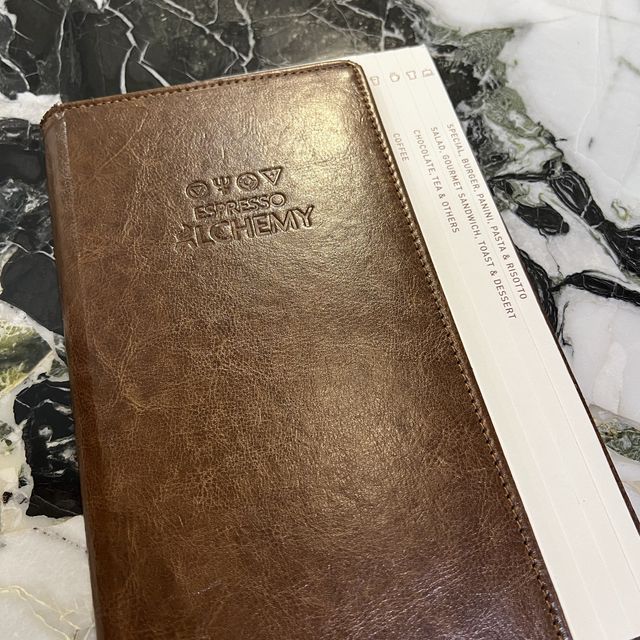 ESPRESSO
ALCHEMY
SPECIAL, BURGER, PANINI, PASTA & RISOTTO
SALAD, GOURMET SANDWICH, TOAST & DESSERT
CHOCOLATE, TEA & OTHERS
COFFEE